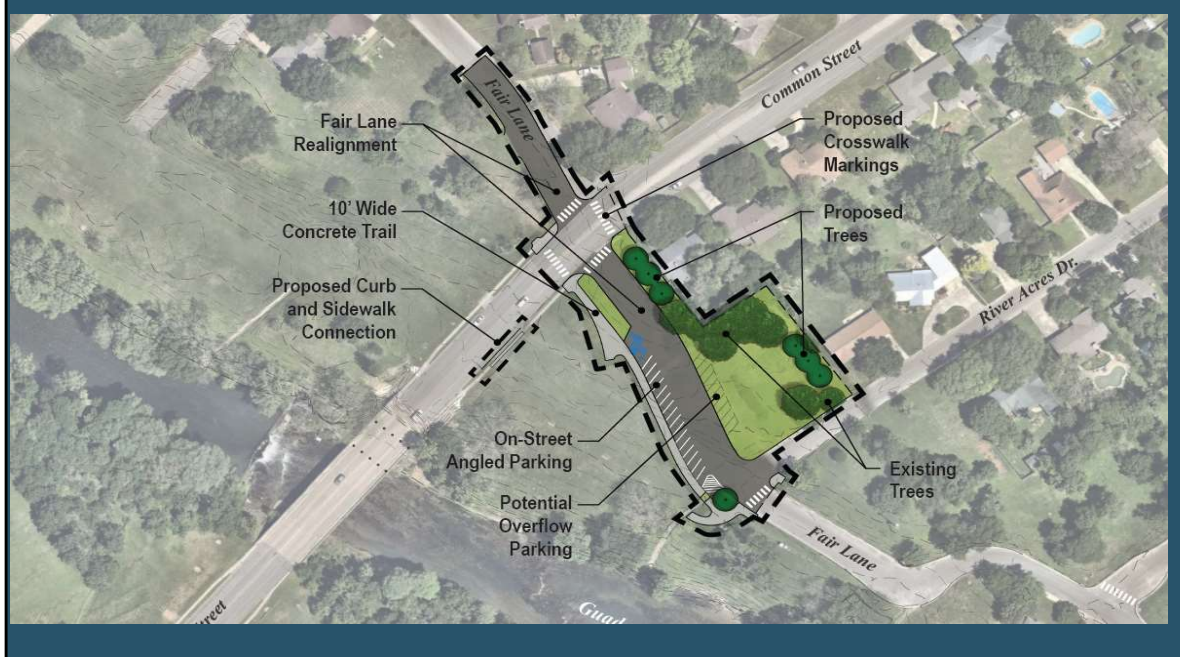 Fair Lane
Common Street
Fair Lane
Realignment
Proposed
Crosswalk
Markings
10' Wide
Concrete Trail
Proposed
Trees
Proposed Curb
and Sidewalk
Connection
River Acres Dr.
On-Street
Angled Parking
Existing
Trees
Potential
Overflow
Parking
Fair Lane